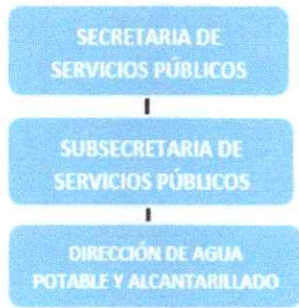 SECRETARIA DE
SERVICIOS PÚBLICOS
SUBSECRETARIA DE
SERVICIOS PÚBLICOS
DIRECCIÓN DE AGUA
POTABLE Y ALCANTARILLADO